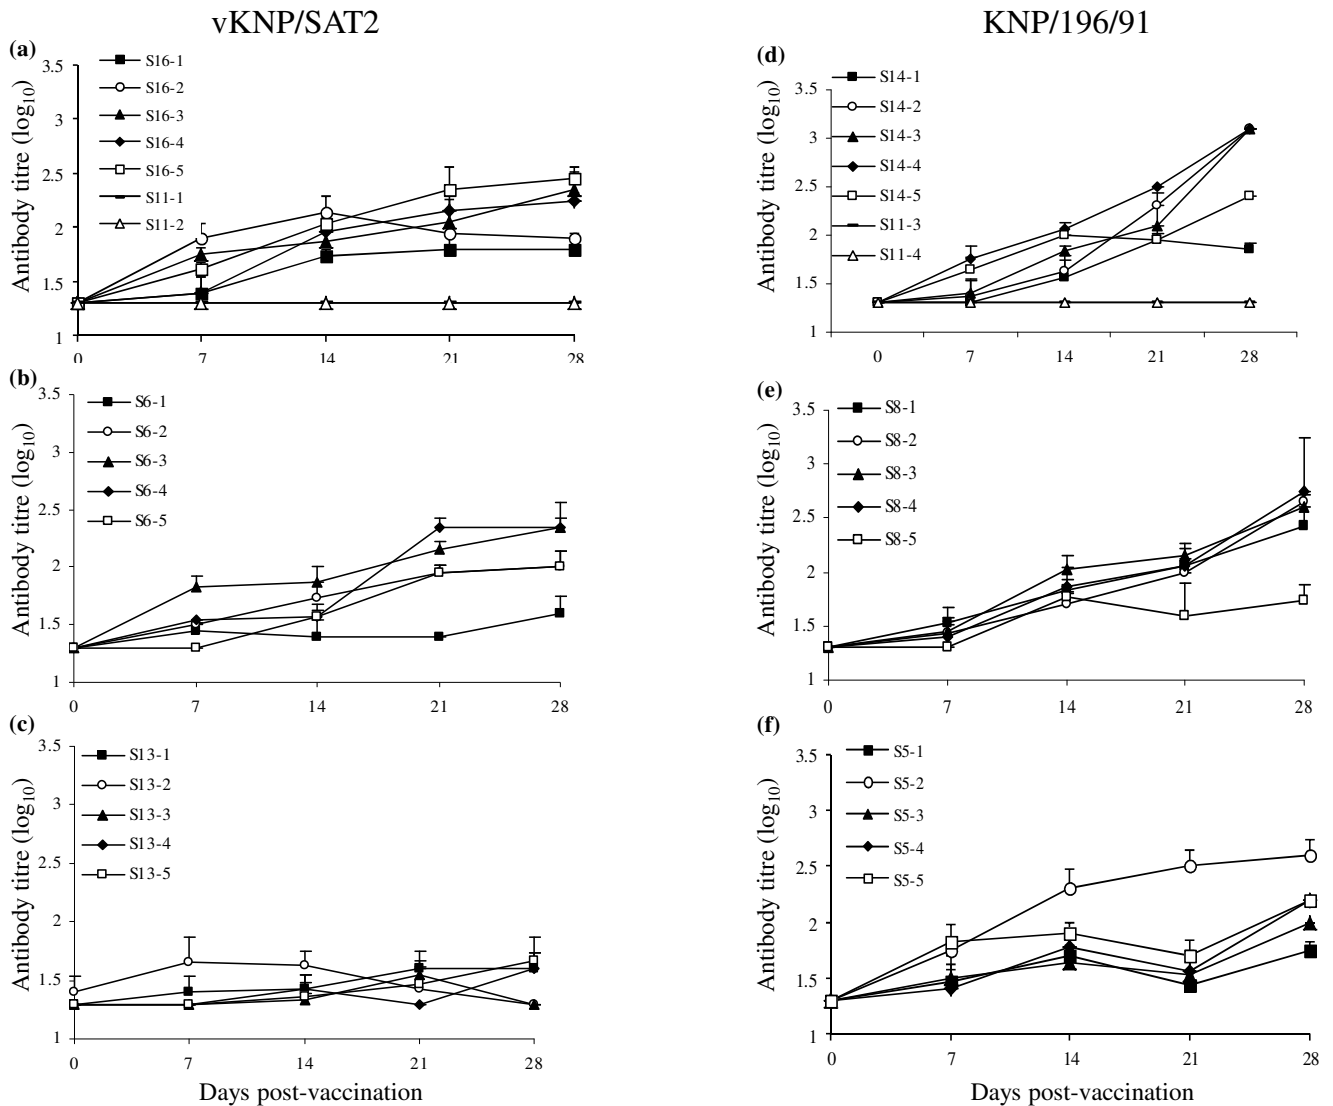 vKNP/SAT2
KNP/196/91
(a)
Antibody titre (log10)
3.5
3
2.5
2
1.5
1
S16-1
S16-2
S16-3
S16-4
S16-5
S11-1
S11-2
0 7 14 21 28
(b)
Antibody titre (log10)
3.5
3
2.5
2
1.5
1
S6-1
S6-2
S6-3
S6-4
S6-5
0 7 14 21 28
(c)
Antibody titre (log10)
3.5
3
2.5
2
1.5
1
S13-1
S13-2
S13-3
S13-4
S13-5
0 7 14 21 28
Days post-vaccination
(d)
Antibody titre (log10)
3.5
3
2.5
2
1.5
1
S14-1
S14-2
S14-3
S14-4
S14-5
S11-3
S11-4
0 7 14 21 28
(e)
Antibody titre (log10)
3.5
3
2.5
2
1.5
1
S8-1
S8-2
S8-3
S8-4
S8-5
0 7 14 21 28
(f)
Antibody titre (log10)
3.5
3
2.5
2
1.5
1
S5-1
S5-2
S5-3
S5-4
S5-5
0 7 14 21 28
Days post-vaccination